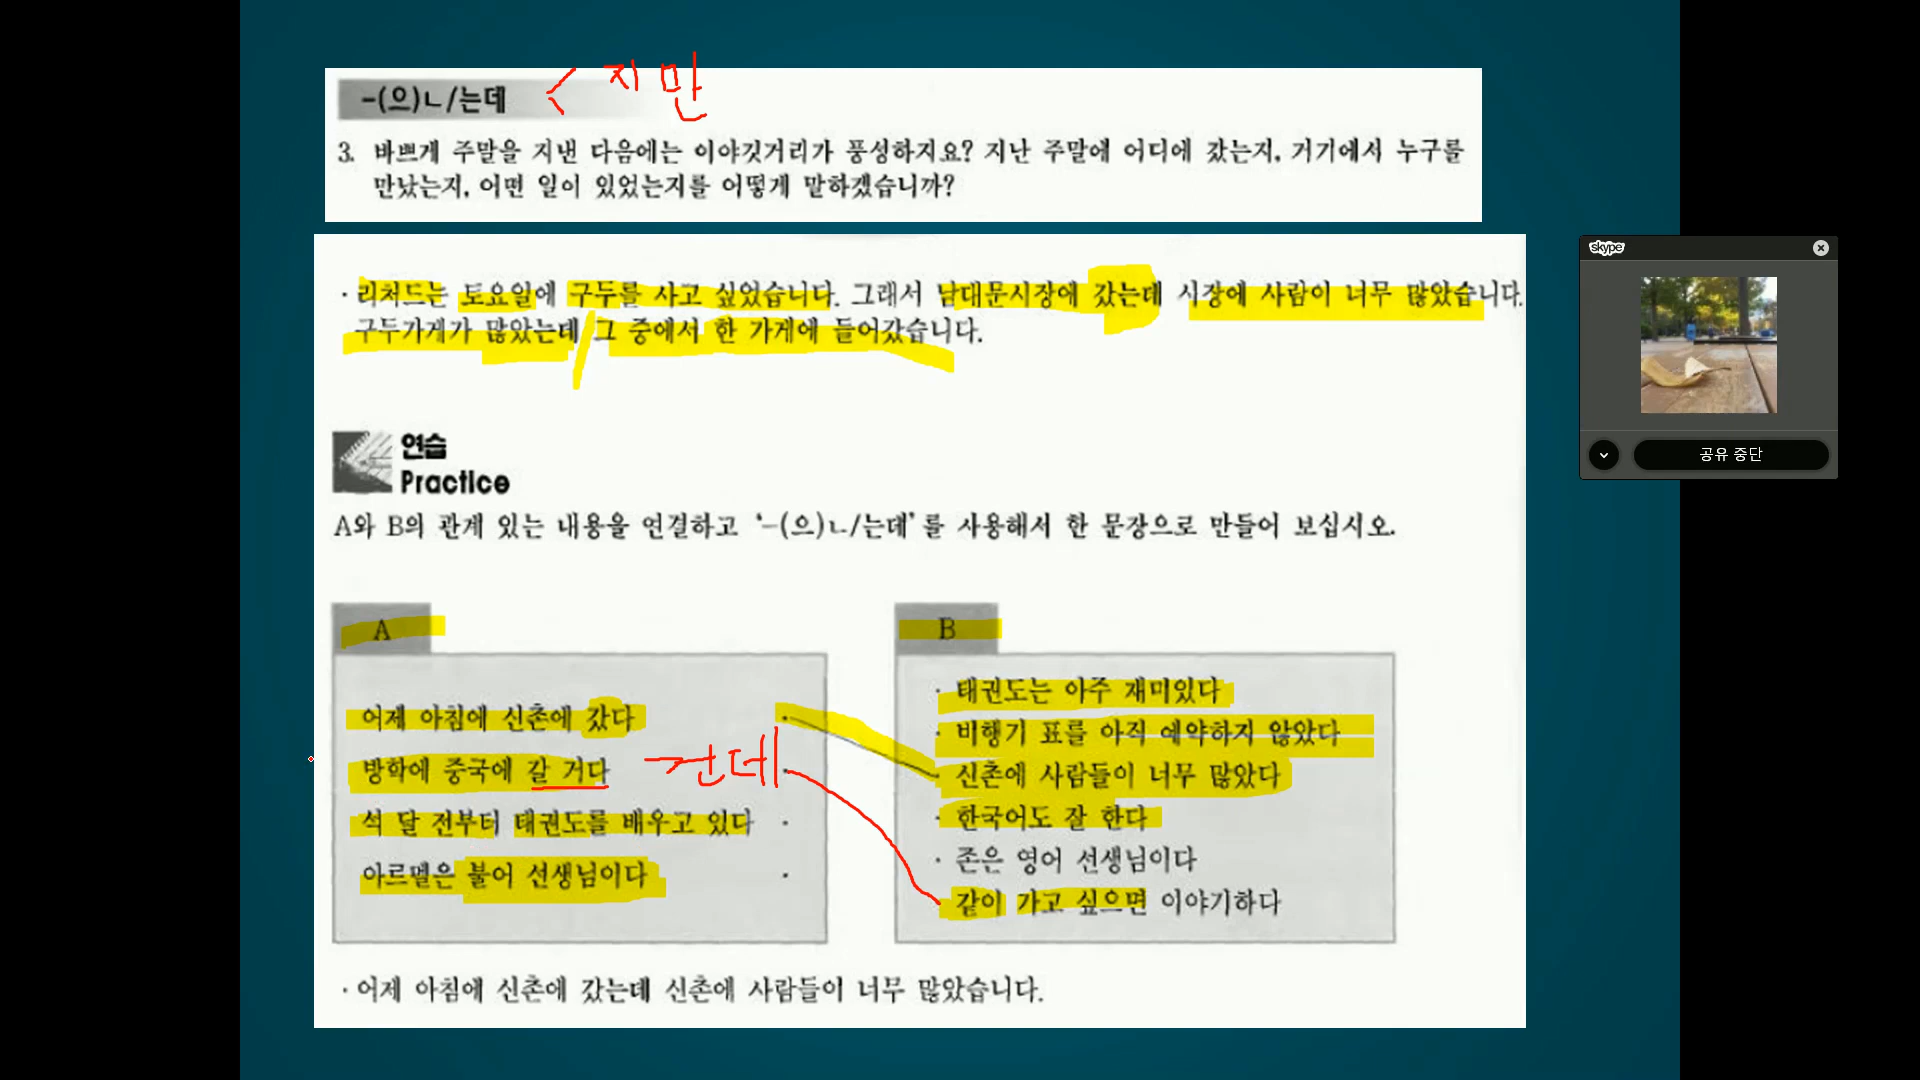 -(으)ㄴ/는데 < 지만
3. 바쁘게 주말을 지낸 다음에는 이야깃거리가 풍성하지요? 지난 주말에 어디에 갔는지, 거기에서 누구를
만났는지, 어떤 일이 있었는지를 어떻게 말하겠습니까?
· 리처드는 토요일에 구두를 사고 싶었습니다. 그래서 남대문시장에 갔는데 시장에 사람이 너무 많았습니다.
구두가게가 많았는데 그 중에서 한 가게에 들어갔습니다.
연습
Practice
A와 B의 관계 있는 내용을 연결하고 '-(으)ㄴ/는데'를 사용해서 한 문장으로 만들어 보십시오.
A
어제 아침에 신촌에 갔다 ·
방학에 중국에 갈 거다 건데 ·
석 달 전부터 태권도를 배우고 있다 ·
아르멜은 불어 선생님이다 ·
B
· 태권도는 아주 재미있다
· 비행기 표를 아직 예약하지 않았다
· 신촌에 사람들이 너무 많았다
· 한국어도 잘 한다
· 존은 영어 선생님이다
· 같이 가고 싶으면 이야기하다
· 어제 아침에 신촌에 갔는데 신촌에 사람들이 너무 많았습니다.
skype
공유 중단